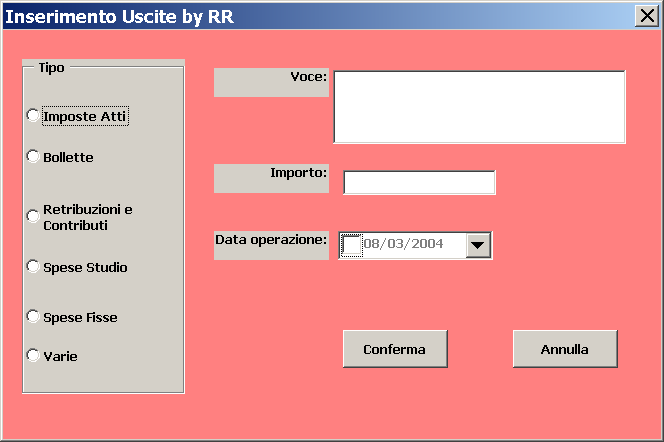 Inserimento Uscite by RR
Tipo
Imposte Atti
Bollette
Retribuzioni e
Contributi
Spese Studio
Spese Fisse
Varie
Voce:
Importo:
Data operazione:
08/03/2004
Conferma
Annulla